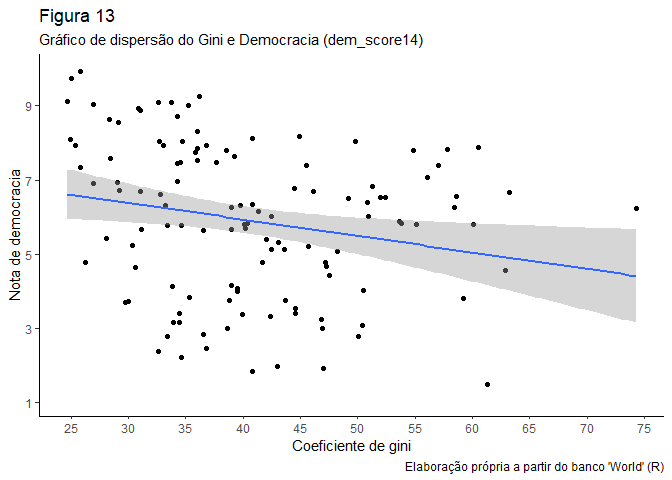 Figura 13
Gráfico de dispersão do Gini e Democracia (dem_score14)
Nota de democracia
9
7
5
3
1
25 30 35 40 45 50 55 60 65 70 75
Coeficiente de gini
Elaboração própria a partir do banco 'World' (R)